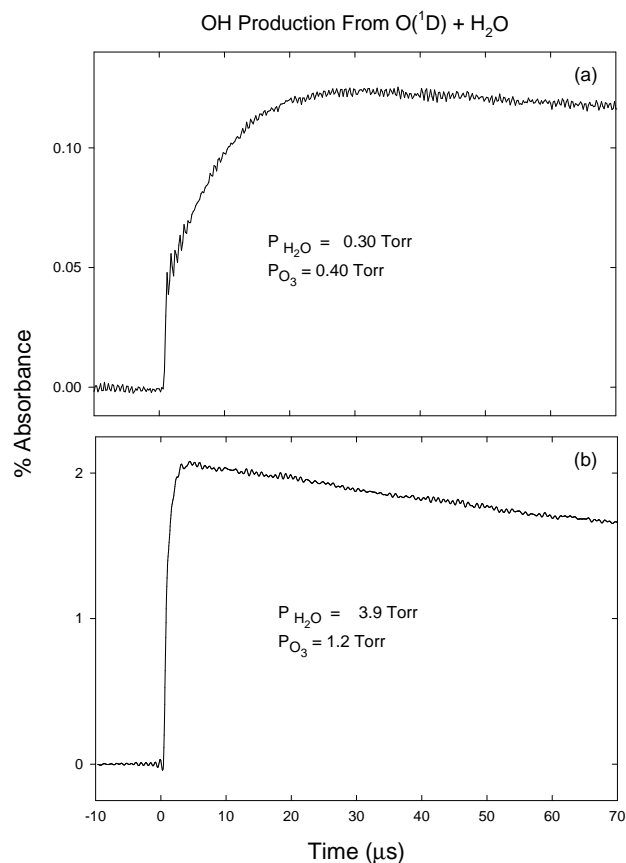 OH Production From O(¹D) + H₂O
(a)
0.10
P H₂O = 0.30 Torr
P O₃ = 0.40 Torr
0.05
0.00
% Absorbance
(b)
2
P H₂O = 3.9 Torr
P O₃ = 1.2 Torr
1
0
-10 0 10 20 30 40 50 60 70
Time (μs)